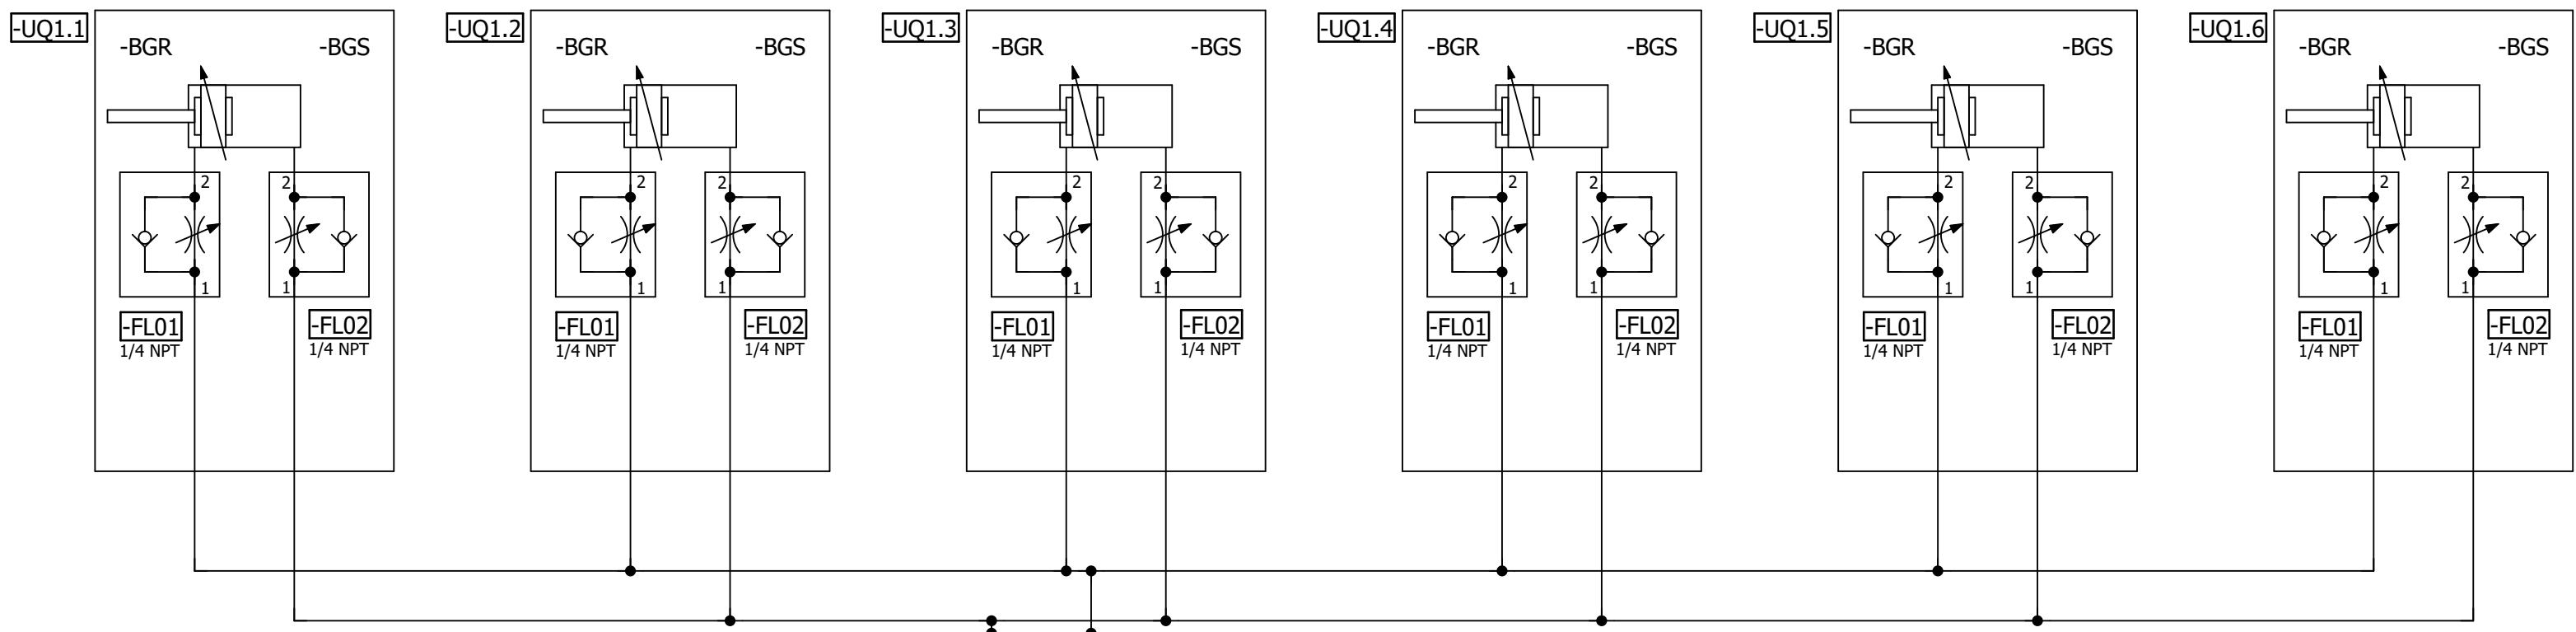 -UQ1.1
-BGR -BGS
2 2
1 1
-FL01 -FL02
1/4 NPT 1/4 NPT
-UQ1.2
-BGR -BGS
2 2
1 1
-FL01 -FL02
1/4 NPT 1/4 NPT
-UQ1.3
-BGR -BGS
2 2
1 1
-FL01 -FL02
1/4 NPT 1/4 NPT
-UQ1.4
-BGR -BGS
2 2
1 1
-FL01 -FL02
1/4 NPT 1/4 NPT
-UQ1.5
-BGR -BGS
2 2
1 1
-FL01 -FL02
1/4 NPT 1/4 NPT
-UQ1.6
-BGR -BGS
2 2
1 1
-FL01 -FL02
1/4 NPT 1/4 NPT